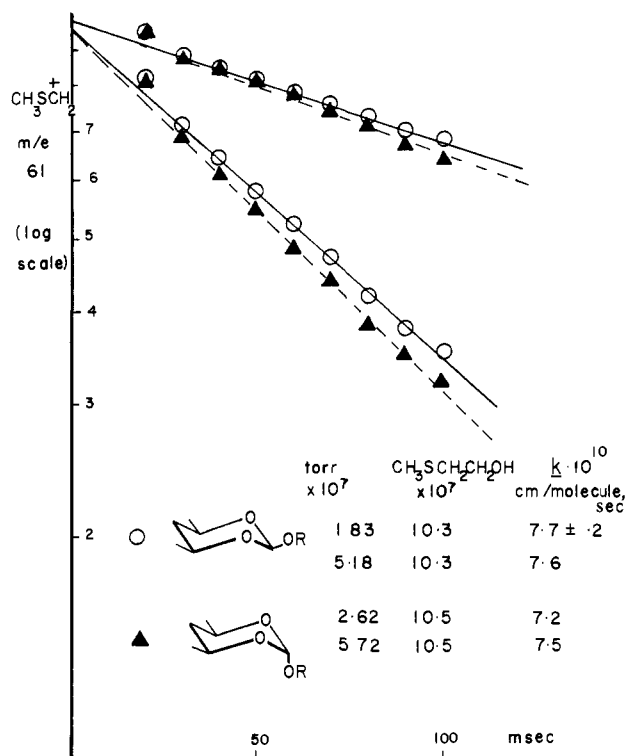 +
CH3SCH2
m/e
61
(log
scale)
7
6
5
4
3
2
torr
x 10^7
CH3SCH2CH2OH
x 10^7
k · 10^10
cm/molecule,
sec
O
O
OR
1 83 10·3 7·7 ± ·2
5·18 10·3 7·6
O
O
OR
2·62 10·5 7·2
5 72 10·5 7·5
50 100 msec